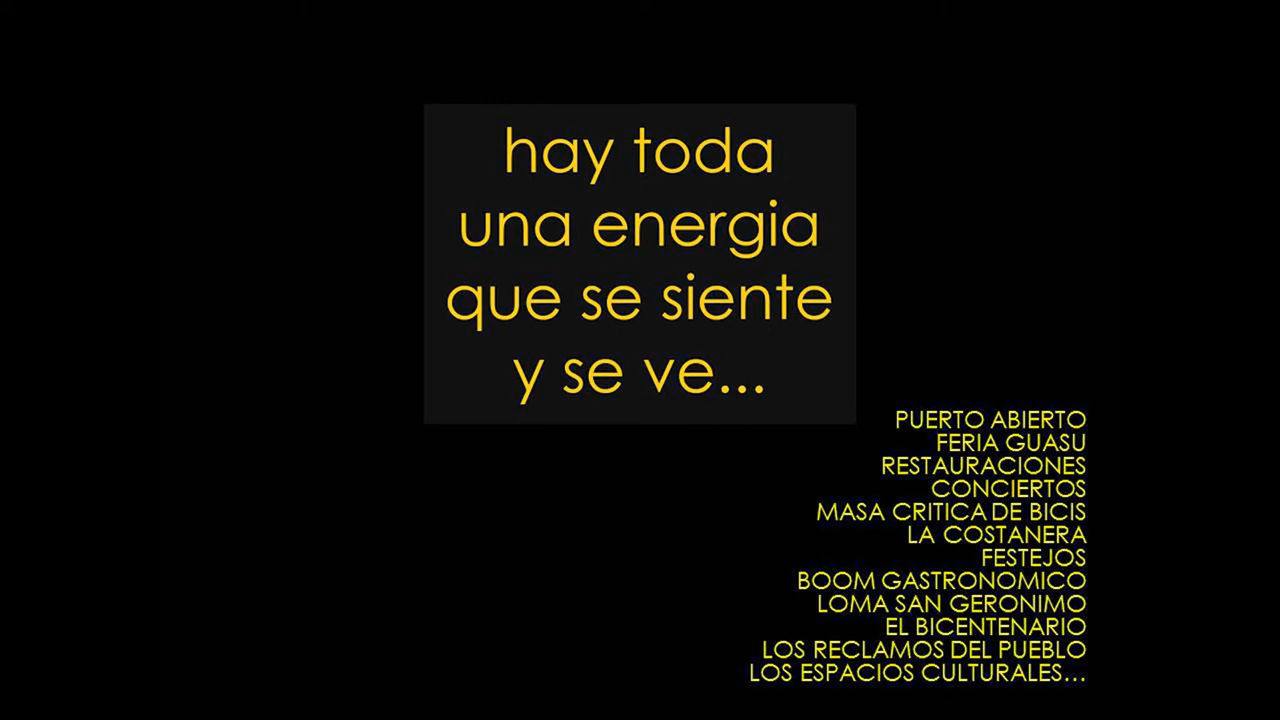 hay toda
una energia
que se siente
y se ve...
PUERTO ABIERTO
FERIA GUASU
RESTAURACIONES
CONCIERTOS
MASA CRITICA DE BICIS
LA COSTANERA
FESTEJOS
BOOM GASTRONOMICO
LOMA SAN GERONIMO
EL BICENTENARIO
LOS RECLAMOS DEL PUEBLO
LOS ESPACIOS CULTURALES...